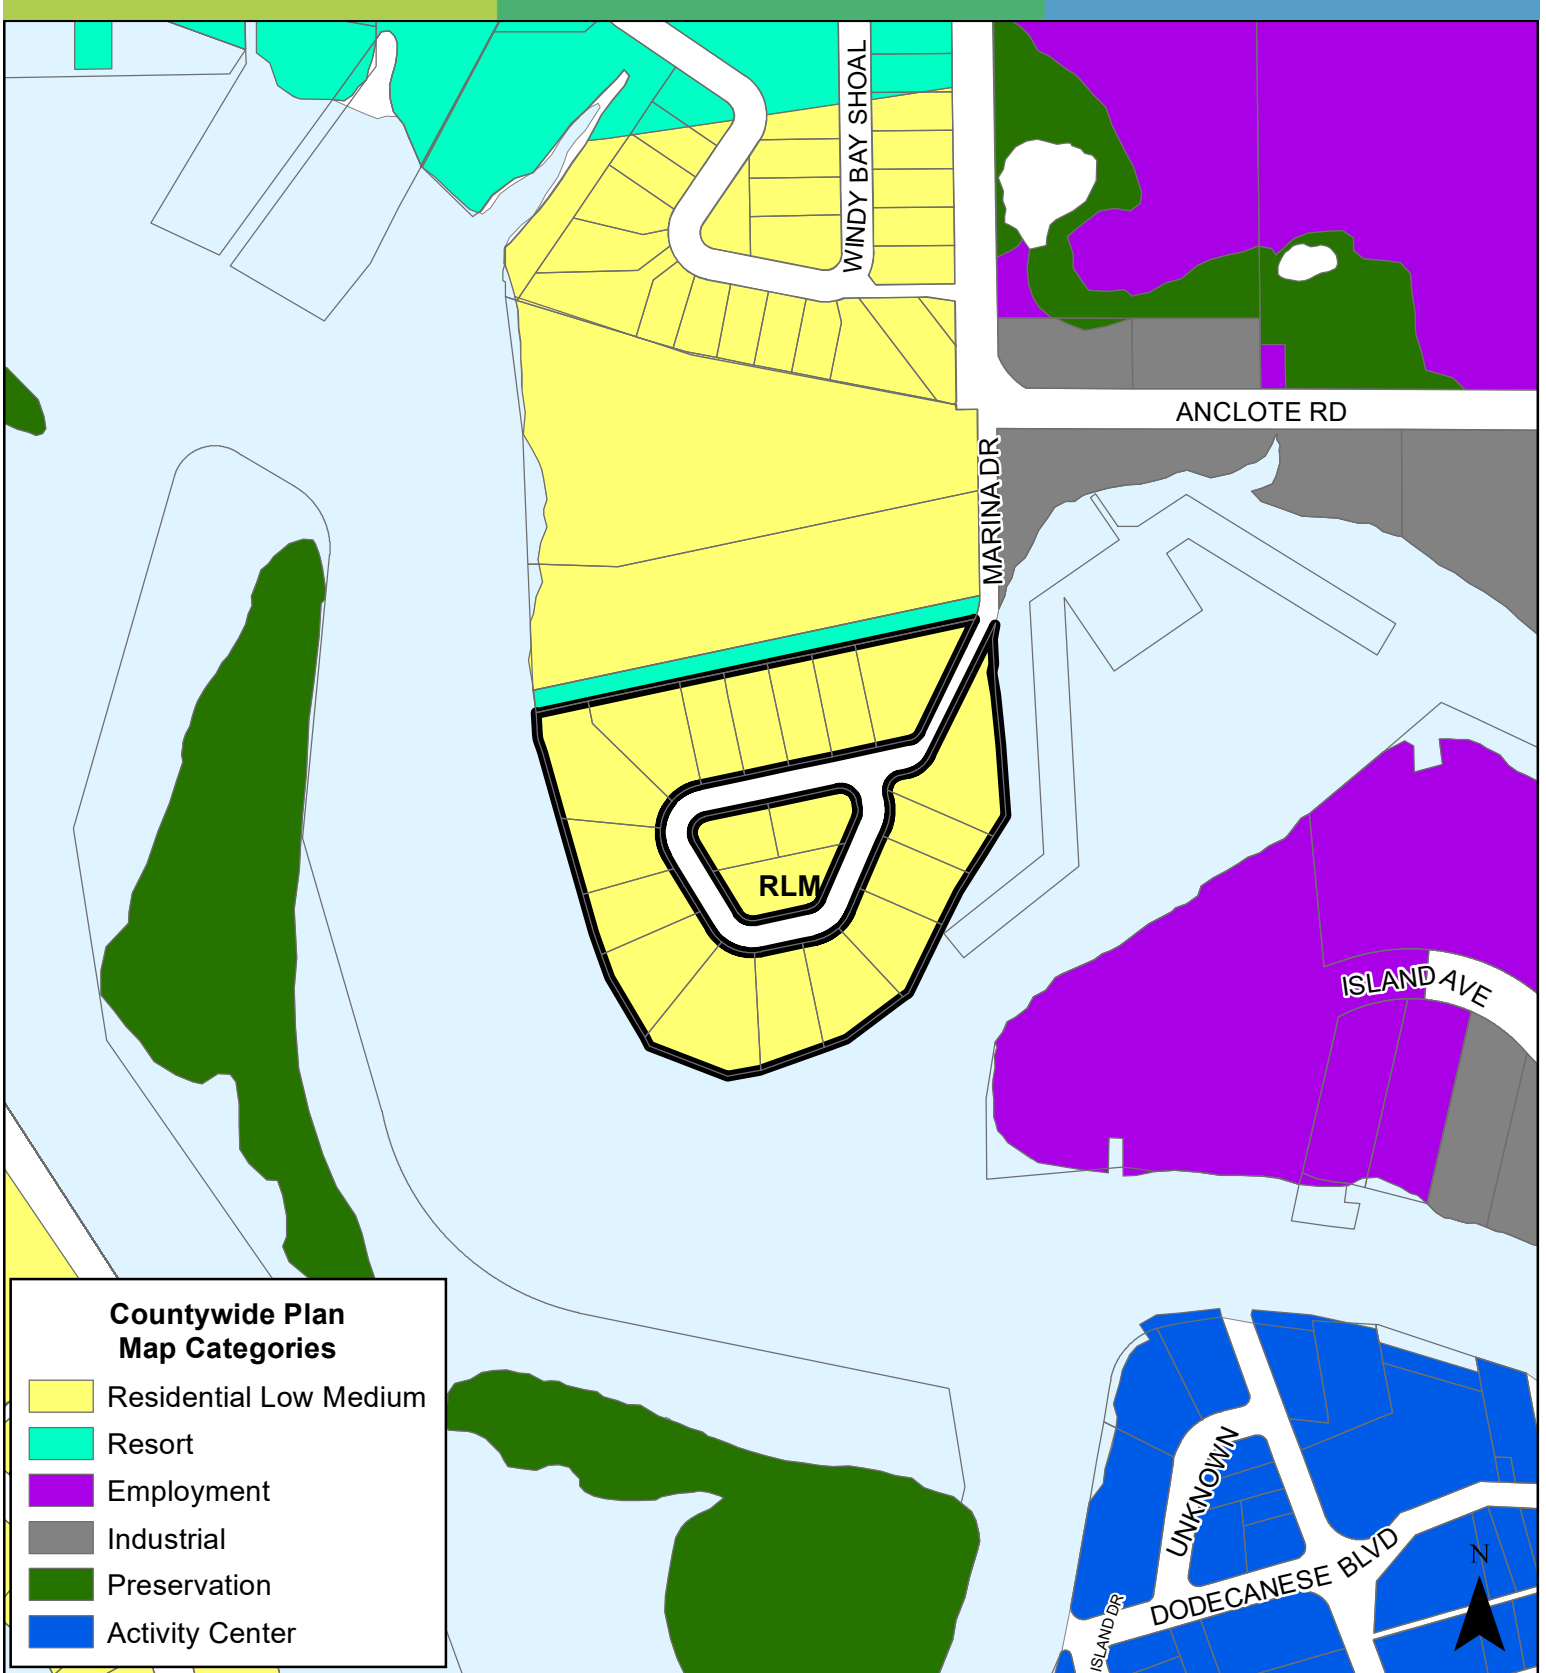 WINDY BAY SHOAL
ANCLOTE RD
MARINA DR
RLM
ISLAND AVE
Countywide Plan
Map Categories
Residential Low Medium
Resort
Employment
Industrial
Preservation
Activity Center
UNKNOWN
DODECANESE BLVD
ISLAND DR
N